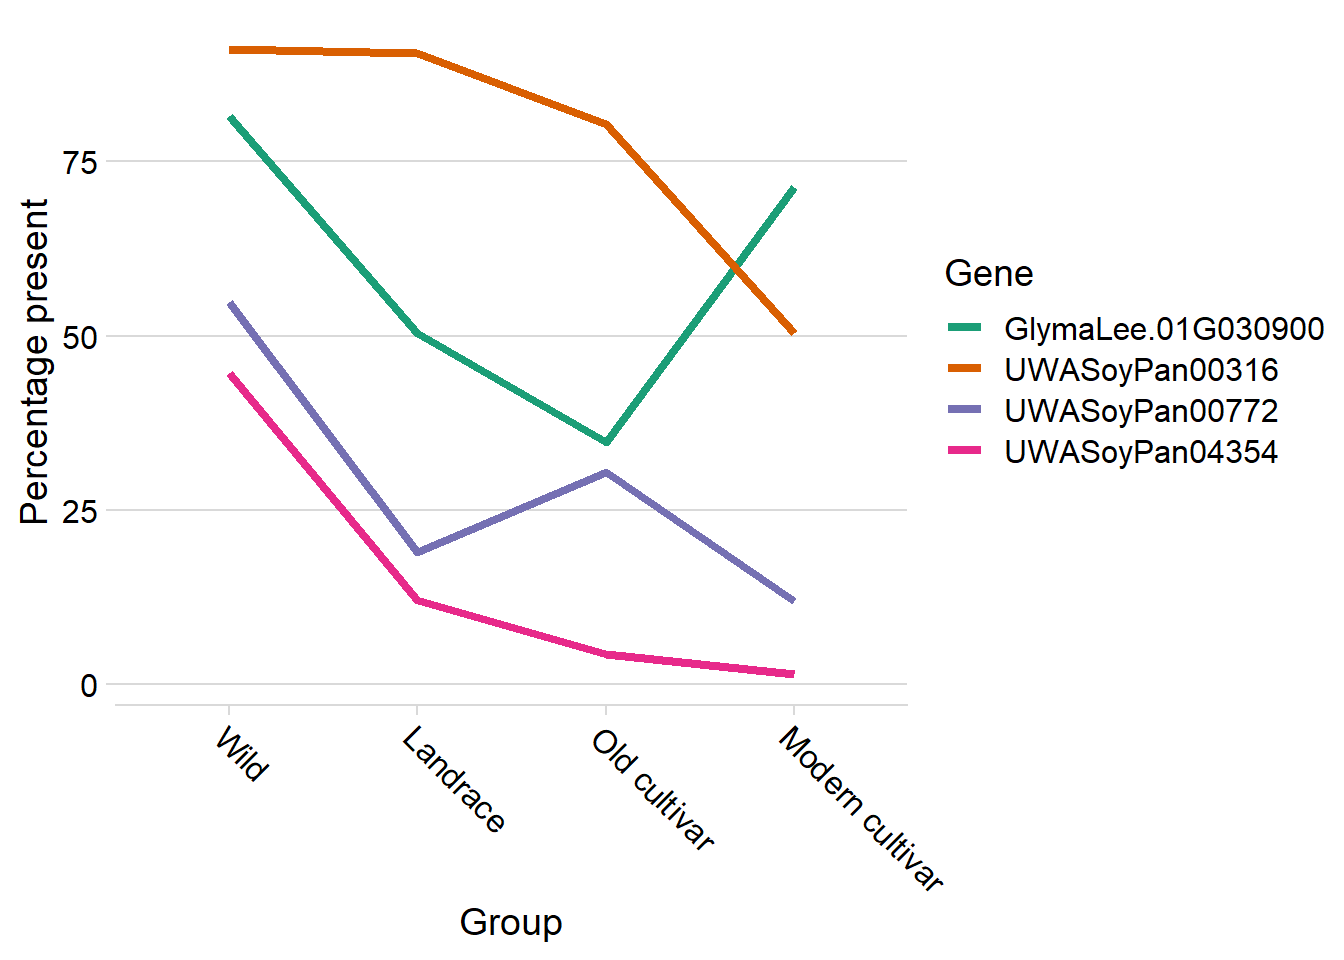 Percentage present
75
50
25
0
Wild
Landrace
Old cultivar
Modern cultivar
Group
Gene
GlymaLee.01G030900
UWASoyPan00316
UWASoyPan00772
UWASoyPan04354